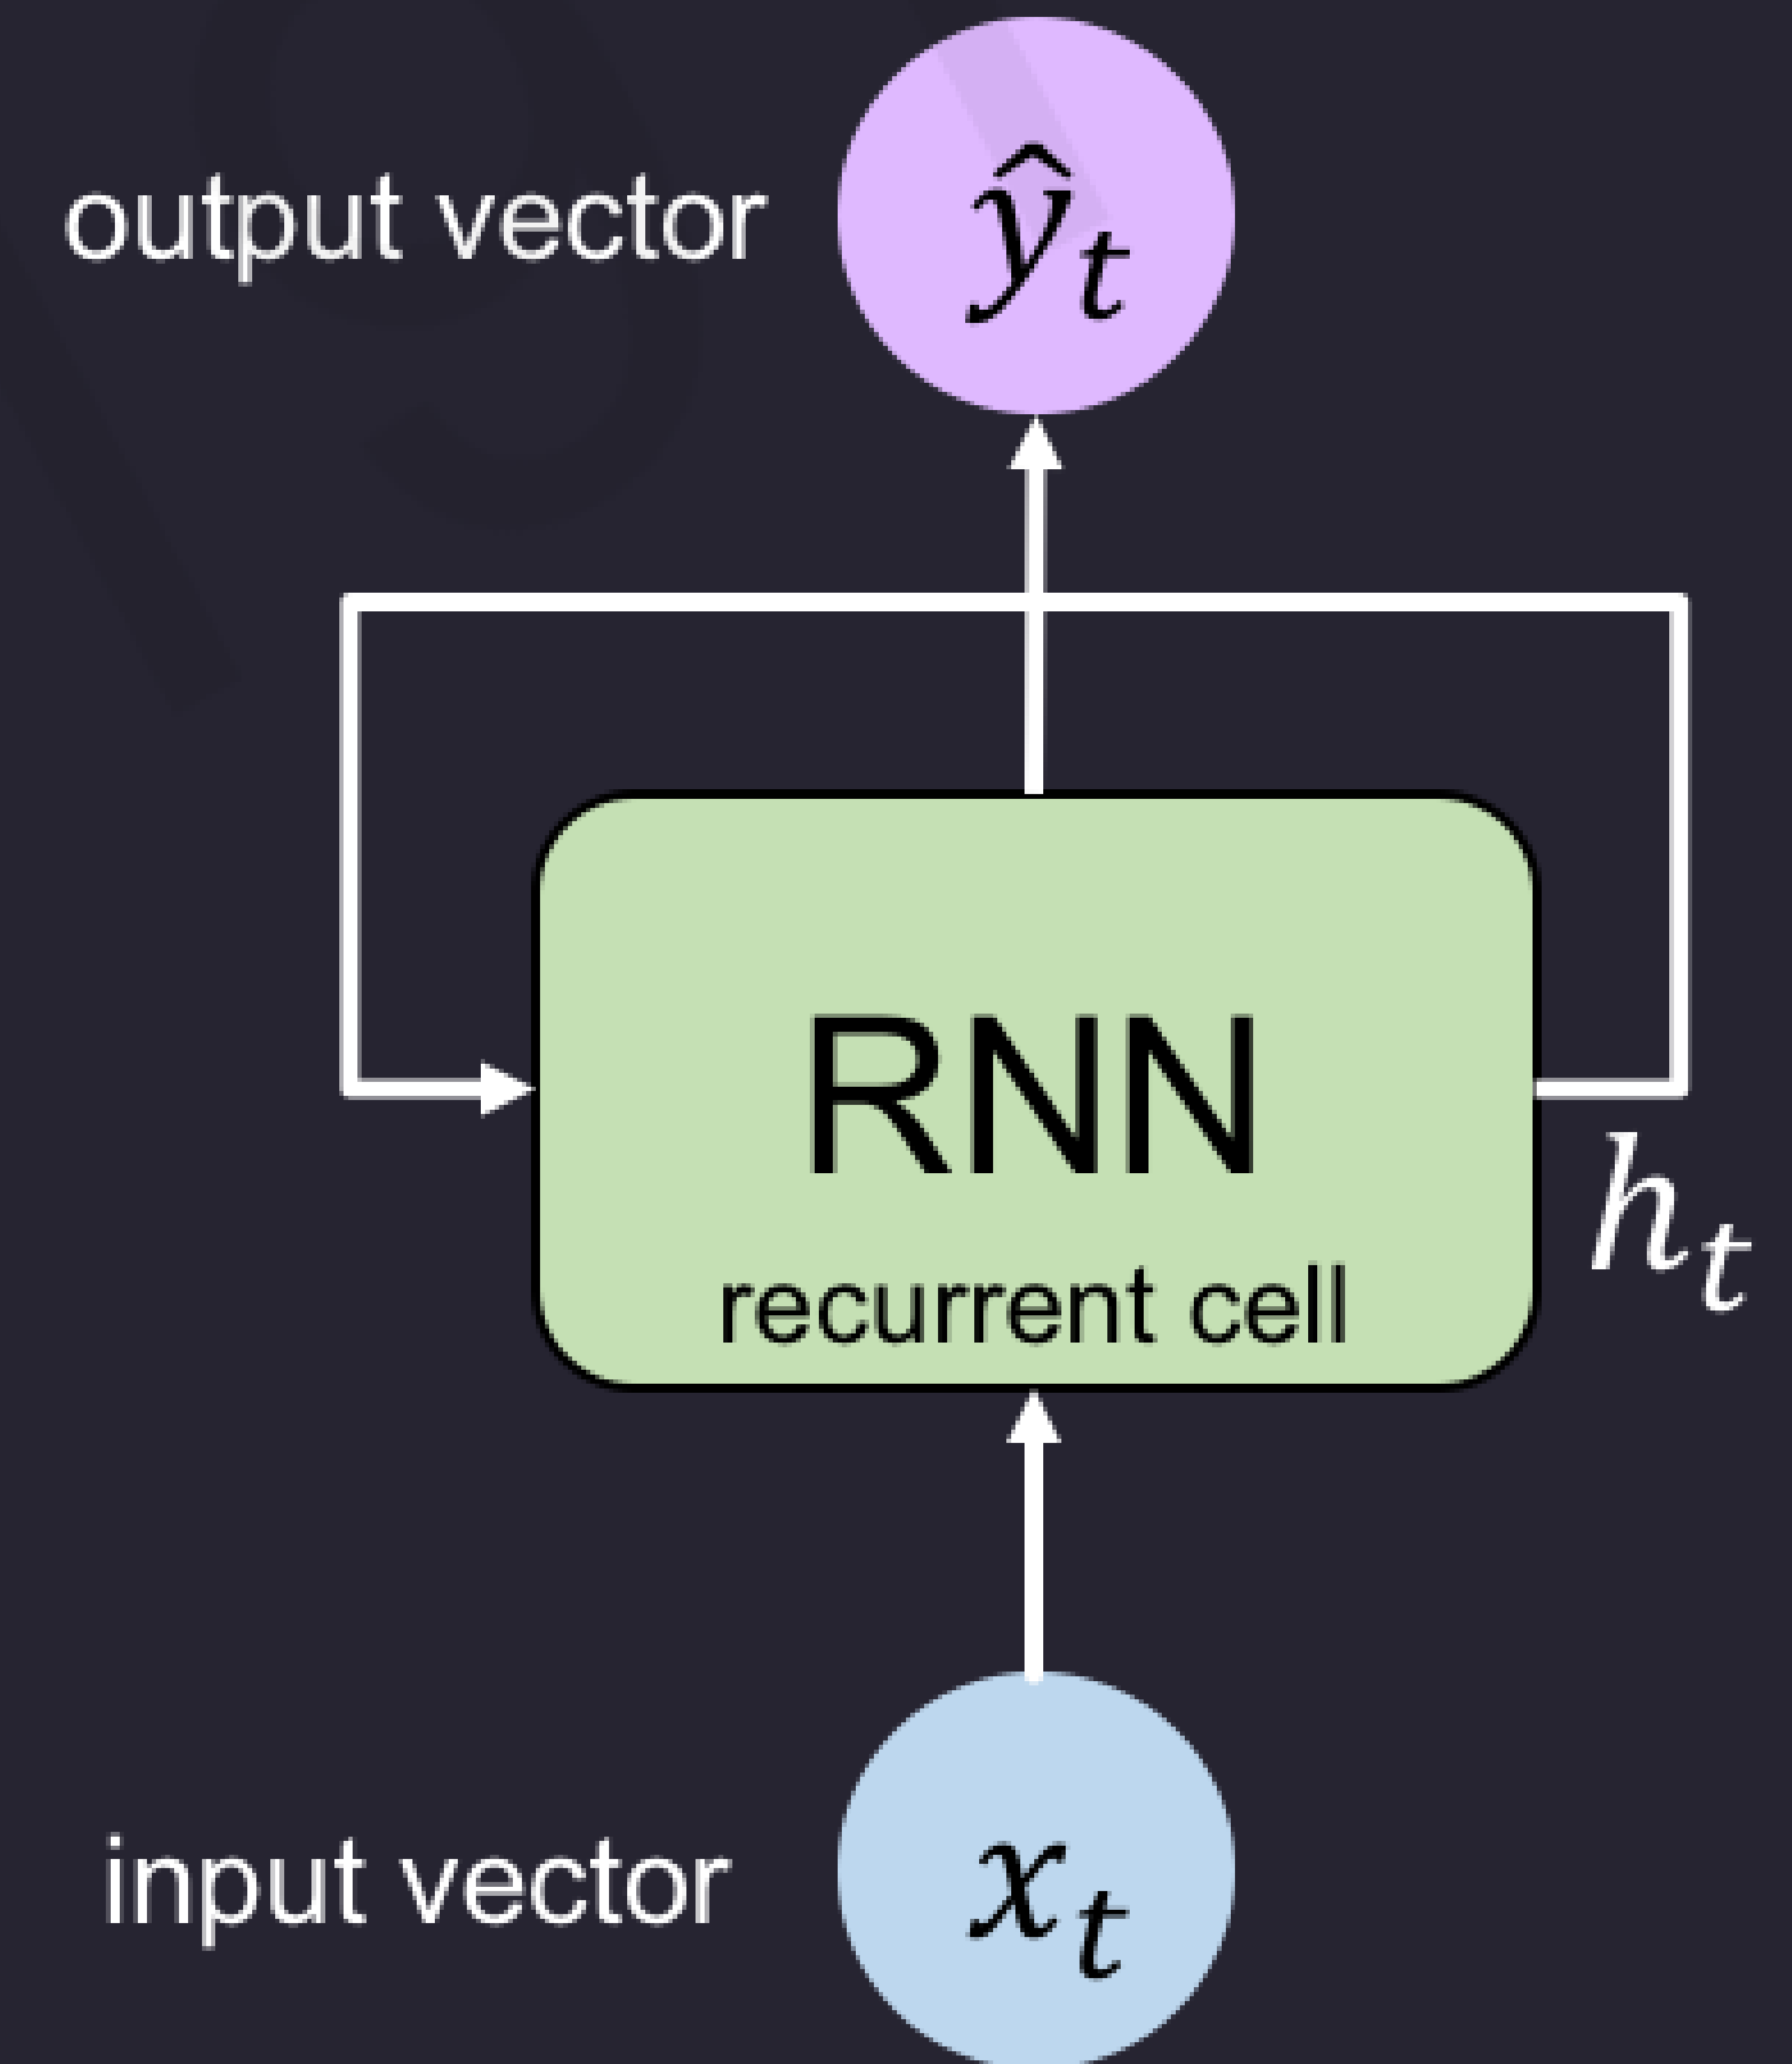 output vector
ŷt
RNN
recurrent cell
ht
input vector
xt